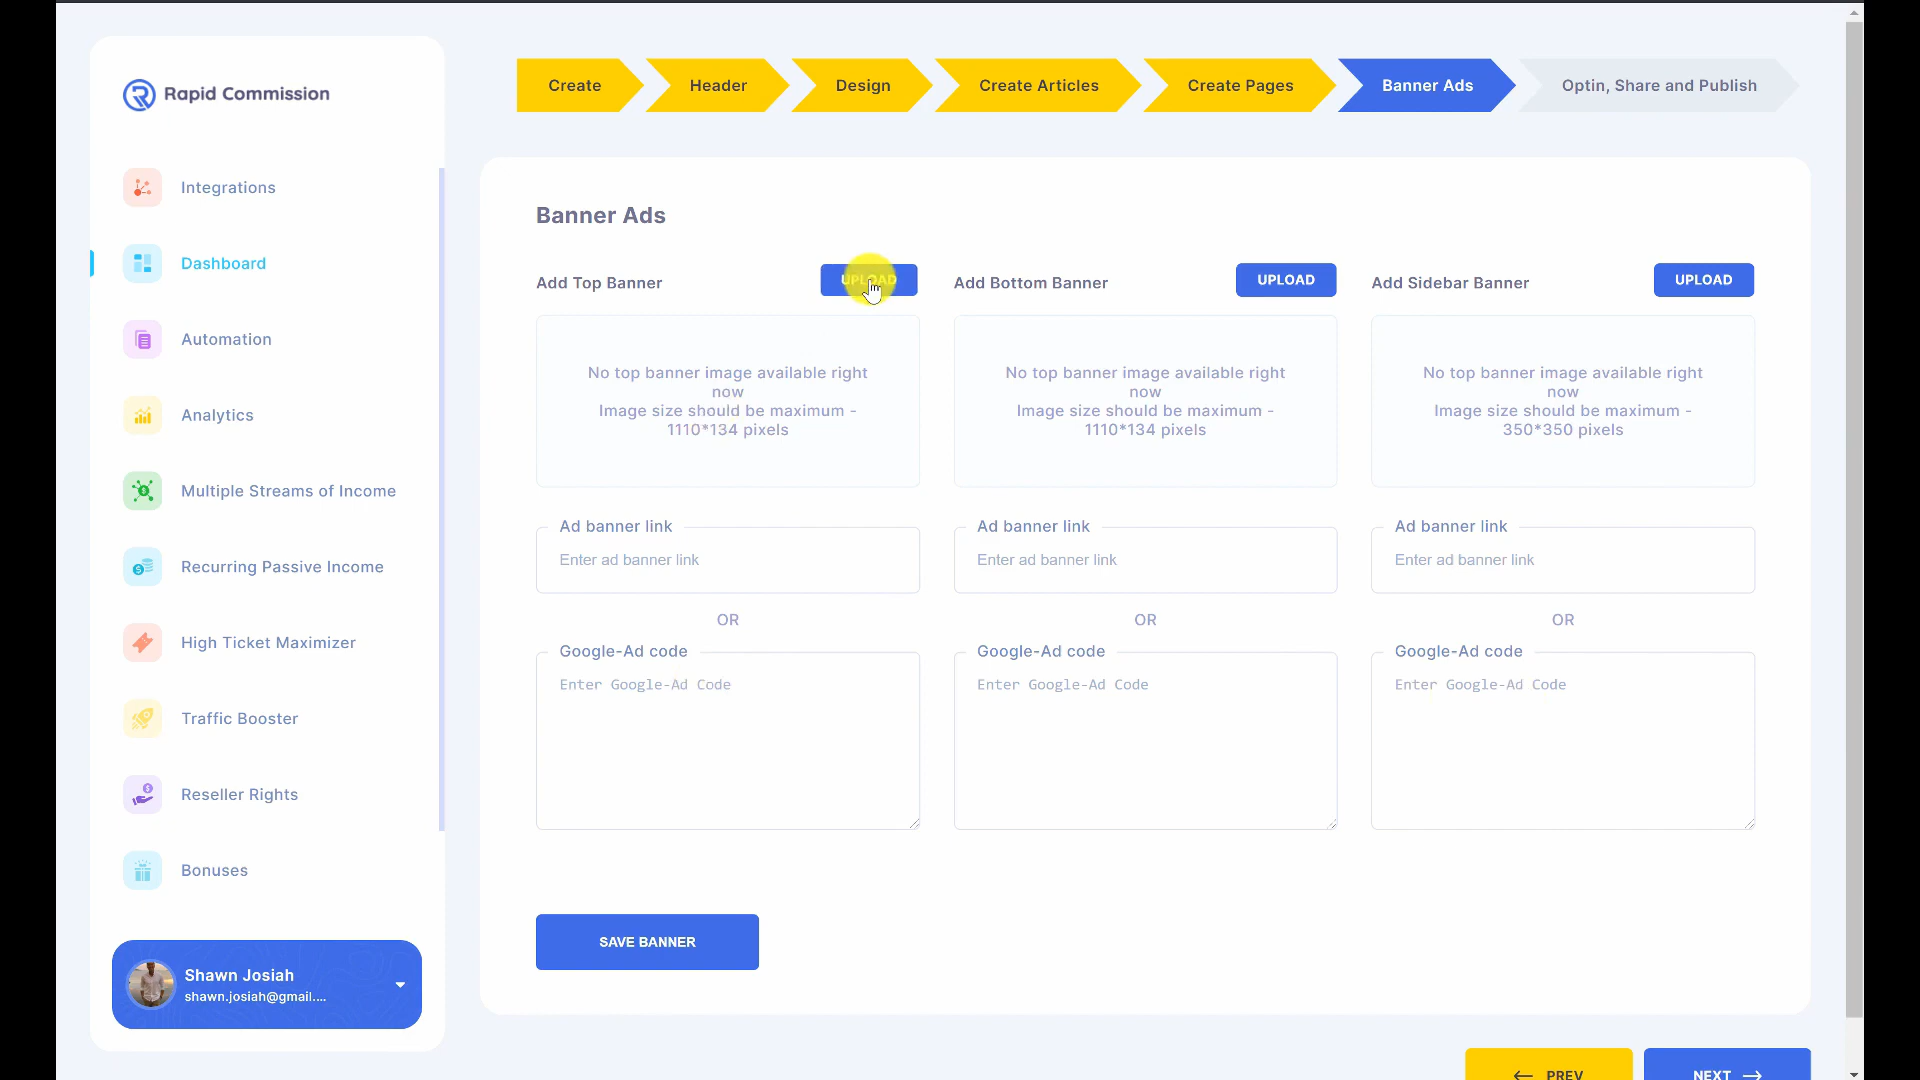 Rapid Commission
Integrations
Dashboard
Automation
Analytics
Multiple Streams of Income
Recurring Passive Income
High Ticket Maximizer
Traffic Booster
Reseller Rights
Bonuses
Shawn Josiah
shawn.josiah@gmail....
Create
Header
Design
Create Articles
Create Pages
Banner Ads
Optin, Share and Publish
Banner Ads
Add Top Banner
UPLOAD
No top banner image available right
now
Image size should be maximum -
1110*134 pixels
Ad banner link
Enter ad banner link
OR
Google-Ad code
Enter Google-Ad Code
Add Bottom Banner
UPLOAD
No top banner image available right
now
Image size should be maximum -
1110*134 pixels
Ad banner link
Enter ad banner link
OR
Google-Ad code
Enter Google-Ad Code
Add Sidebar Banner
UPLOAD
No top banner image available right
now
Image size should be maximum -
350*350 pixels
Ad banner link
Enter ad banner link
OR
Google-Ad code
Enter Google-Ad Code
SAVE BANNER
PREV
NEXT